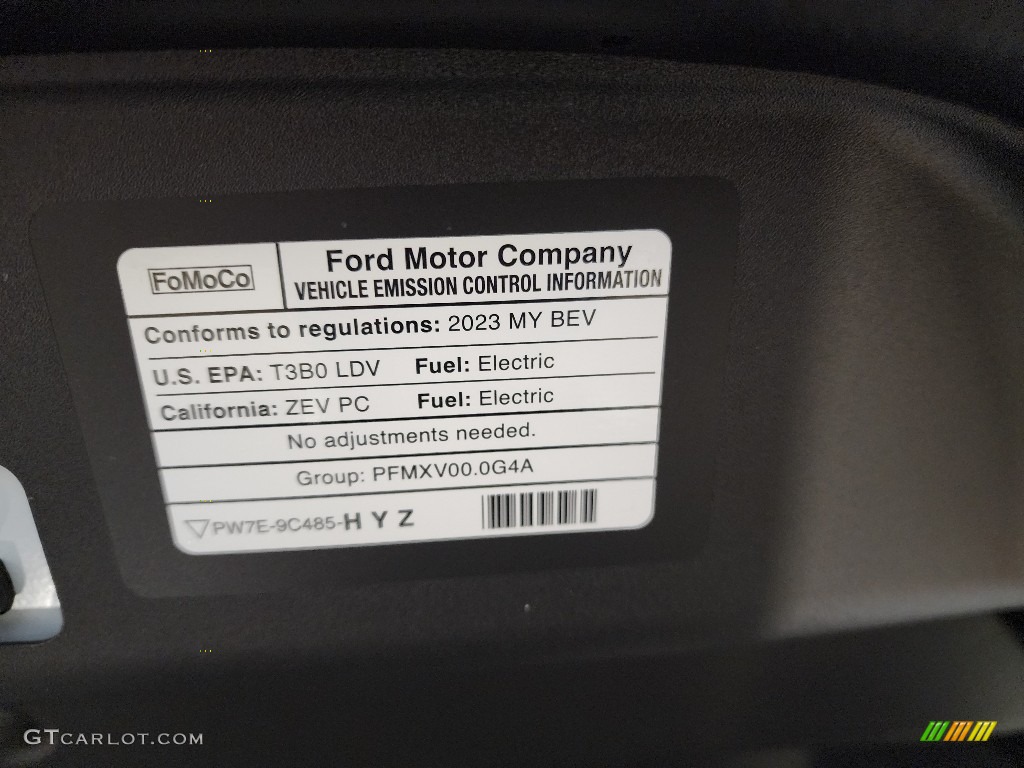 FoMoCo
Ford Motor Company
VEHICLE EMISSION CONTROL INFORMATION
Conforms to regulations: 2023 MY BEV
U.S. EPA: T3B0 LDV Fuel: Electric
California: ZEV PC Fuel: Electric
No adjustments needed.
Group: PFMXV00.0G4A
PW7E-9C485-H Y Z
GTCARLOT.COM